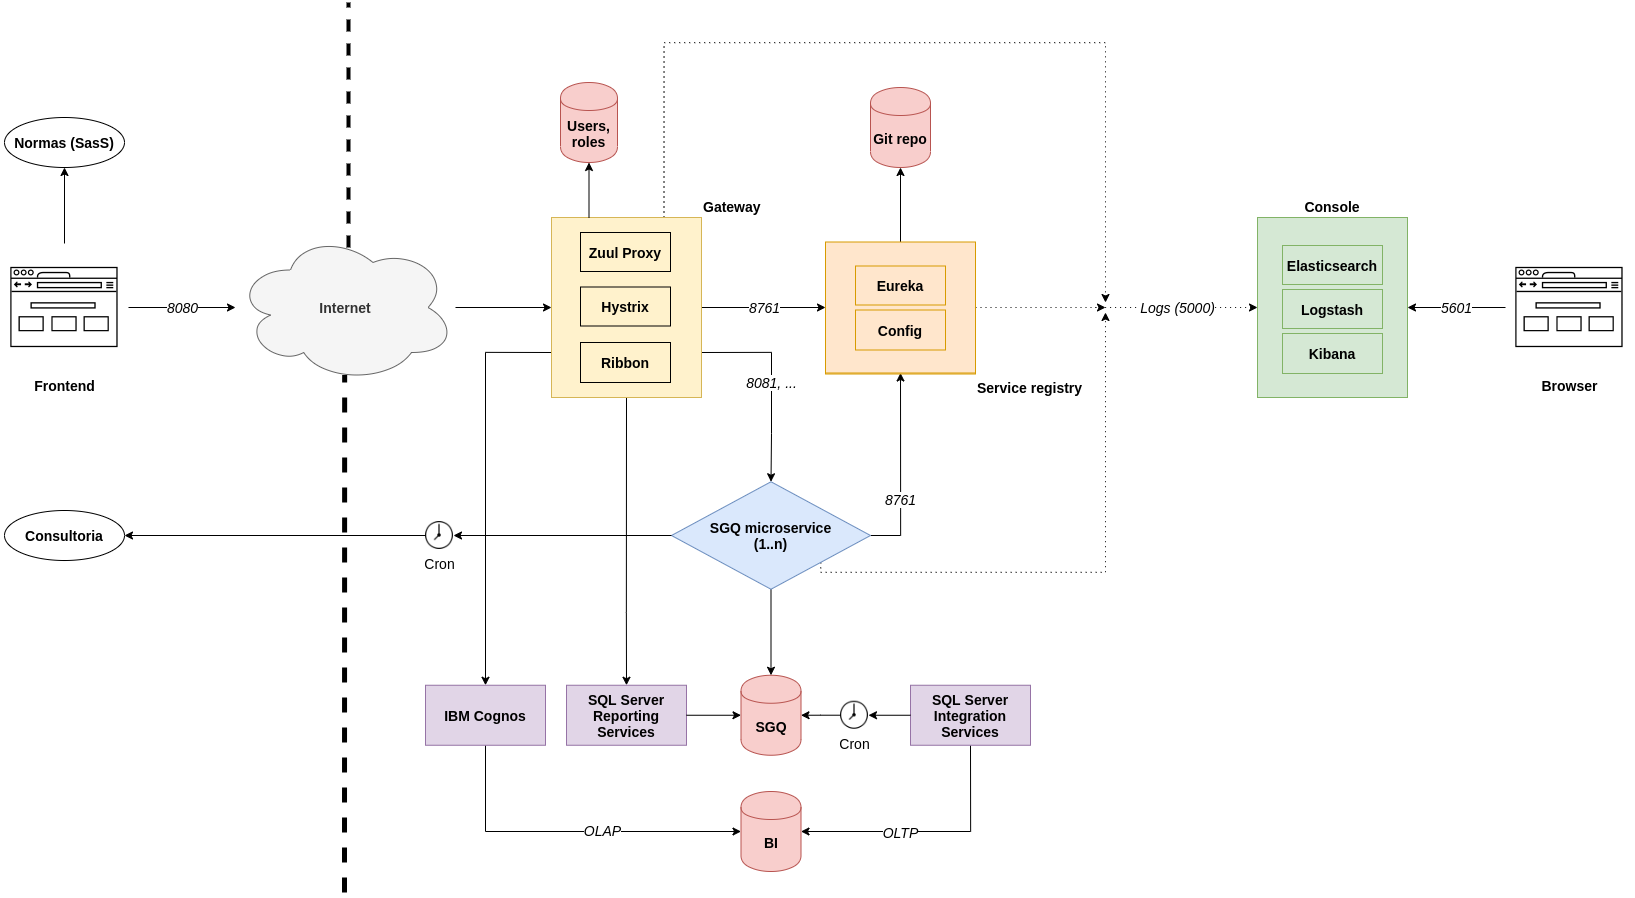 Users,
roles
Git repo
Normas (SasS)
Gateway
Console
Zuul Proxy
Hystrix
Ribbon
Eureka
Config
Elasticsearch
Logstash
Kibana
8080
Internet
8761
Logs (5000)
5601
Frontend
8081, ...
Service registry
Browser
8761
Consultoria
Cron
SGQ microservice
(1..n)
IBM Cognos
SQL Server
Reporting
Services
SGQ
Cron
SQL Server
Integration
Services
OLAP
BI
OLTP